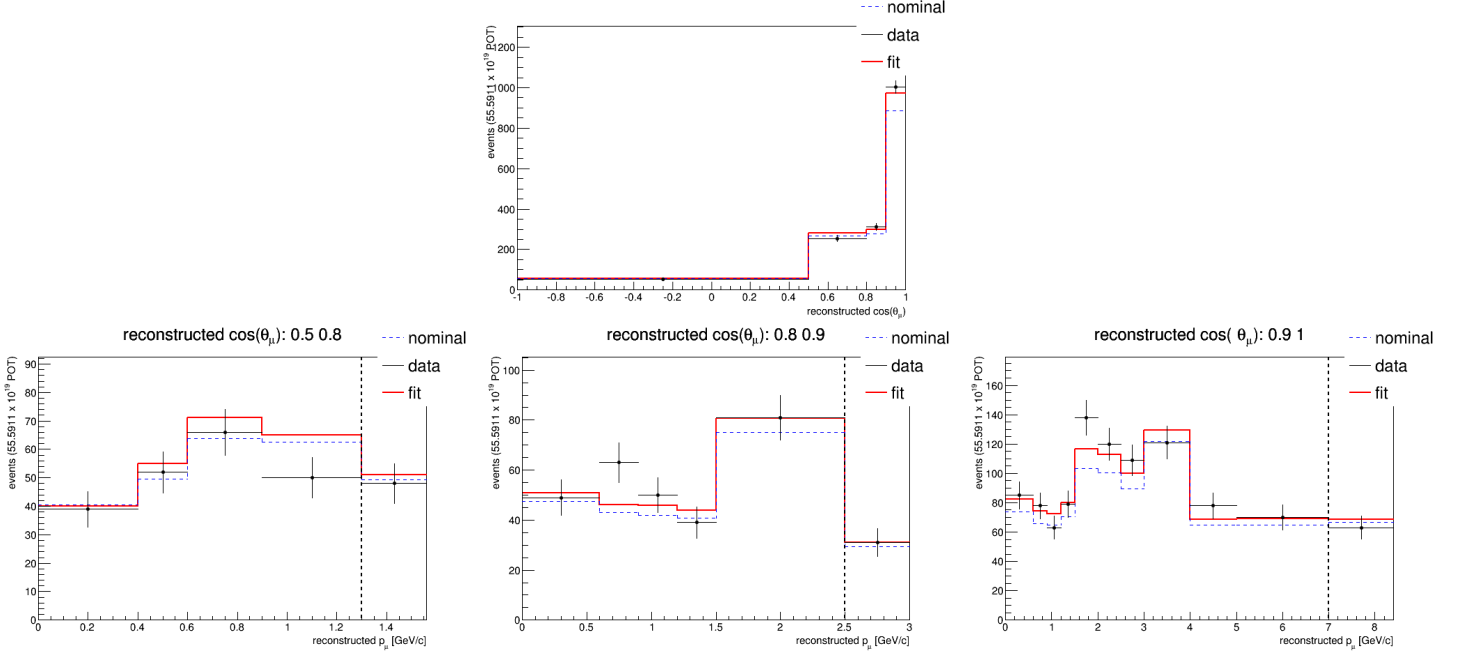 nominal
data
fit
events (55.5911 x 10¹⁹ POT)
1200
1000
800
600
400
200
0
-1 -0.8 -0.6 -0.4 -0.2 0 0.2 0.4 0.6 0.8 1
reconstructed cos(θμ)
reconstructed cos(θμ): 0.5 0.8
nominal
data
fit
events (55.5911 x 10¹⁹ POT)
90
80
70
60
50
40
30
20
10
0
0 0.2 0.4 0.6 0.8 1 1.2 1.4
reconstructed pμ [GeV/c]
reconstructed cos(θμ): 0.8 0.9
nominal
data
fit
events (55.5911 x 10¹⁹ POT)
100
80
60
40
20
0
0 0.5 1 1.5 2 2.5 3
reconstructed pμ [GeV/c]
reconstructed cos( θμ): 0.9 1
nominal
data
fit
events (55.5911 x 10¹⁹ POT)
160
140
120
100
80
60
40
20
0
0 1 2 3 4 5 6 7 8
reconstructed pμ [GeV/c]